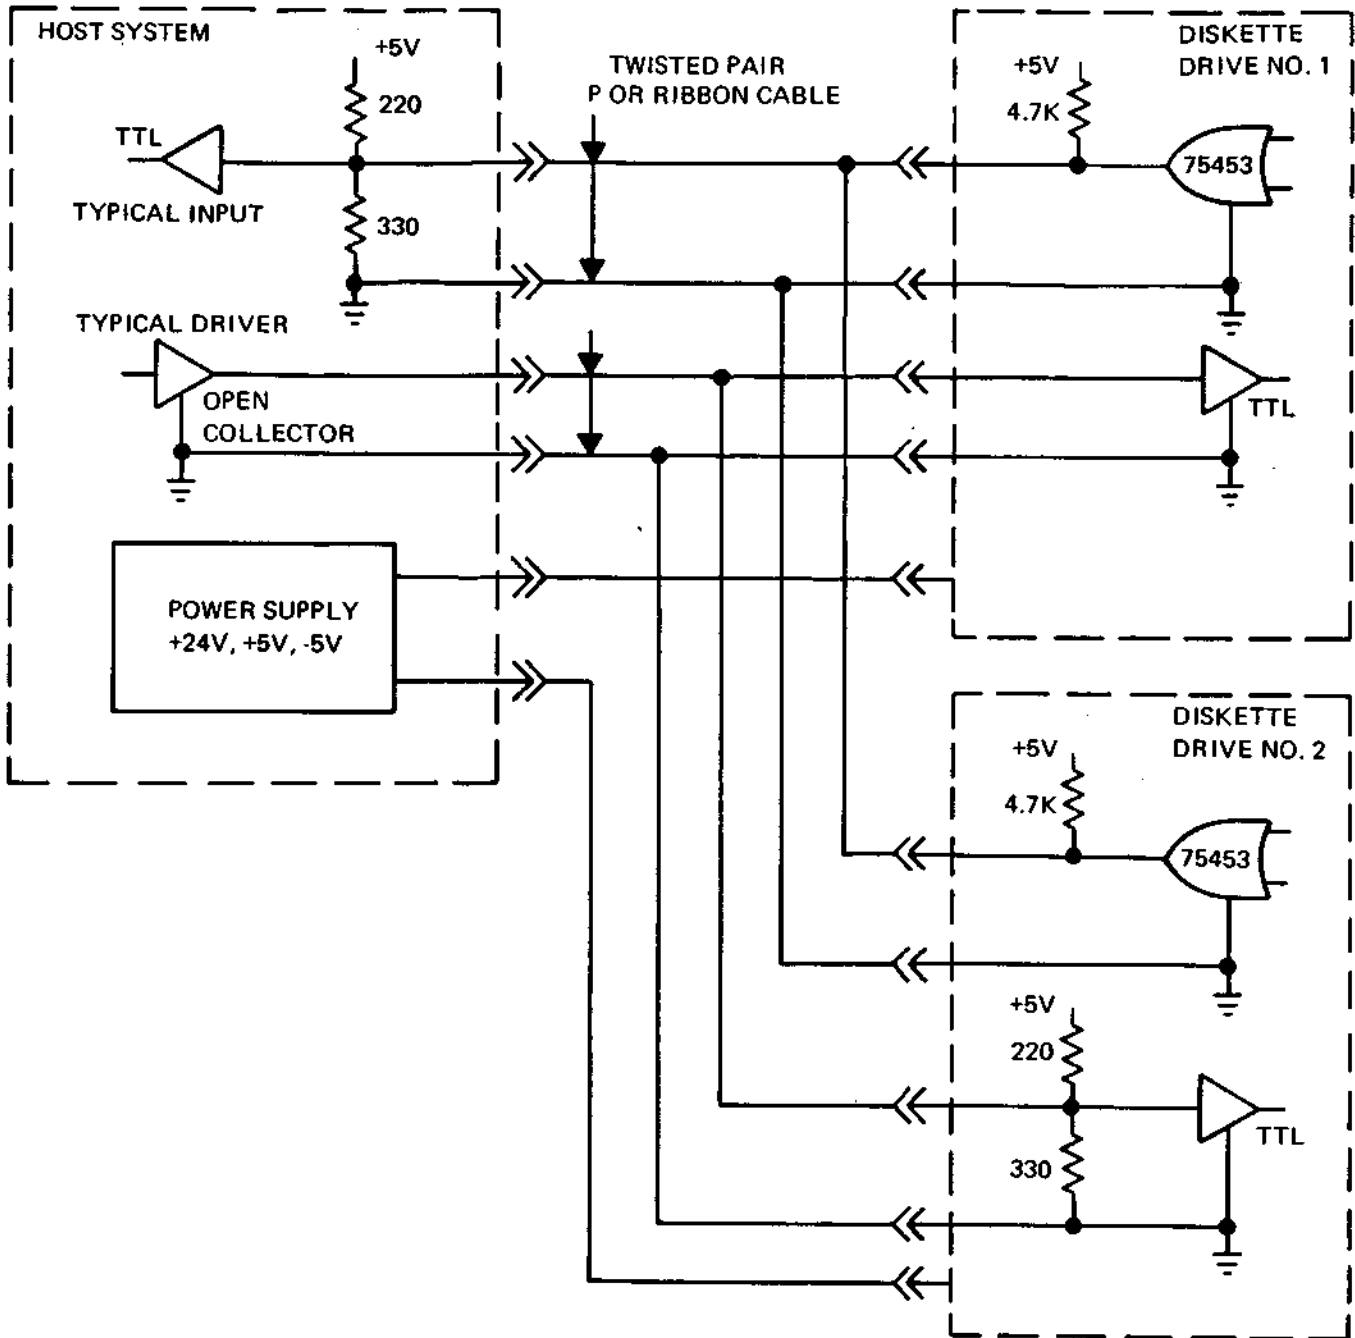 HOST SYSTEM
+5V
220
TTL
TYPICAL INPUT
330
TYPICAL DRIVER
OPEN
COLLECTOR
POWER SUPPLY
+24V, +5V, -5V
TWISTED PAIR
P OR RIBBON CABLE
DISKETTE
DRIVE NO. 1
+5V
4.7K
75453
TTL
DISKETTE
DRIVE NO. 2
+5V
4.7K
75453
+5V
220
330
TTL